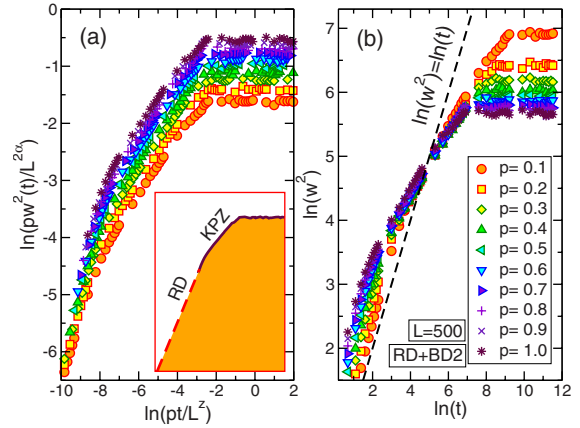 (a)
ln(pw²(t)/L^{2α})
0
-1
-2
-3
-4
-5
-6
-10 -8 -6 -4 -2 0 2
ln(pt/L^z)
RD
KPZ
(b)
ln(w²)
7
6
5
4
3
2
2 4 6 8 10 12
ln(t)
ln(w²)=ln(t)
p= 0.1
p= 0.2
p= 0.3
p= 0.4
p= 0.5
p= 0.6
p= 0.7
p= 0.8
p= 0.9
p= 1.0
L=500
RD+BD2